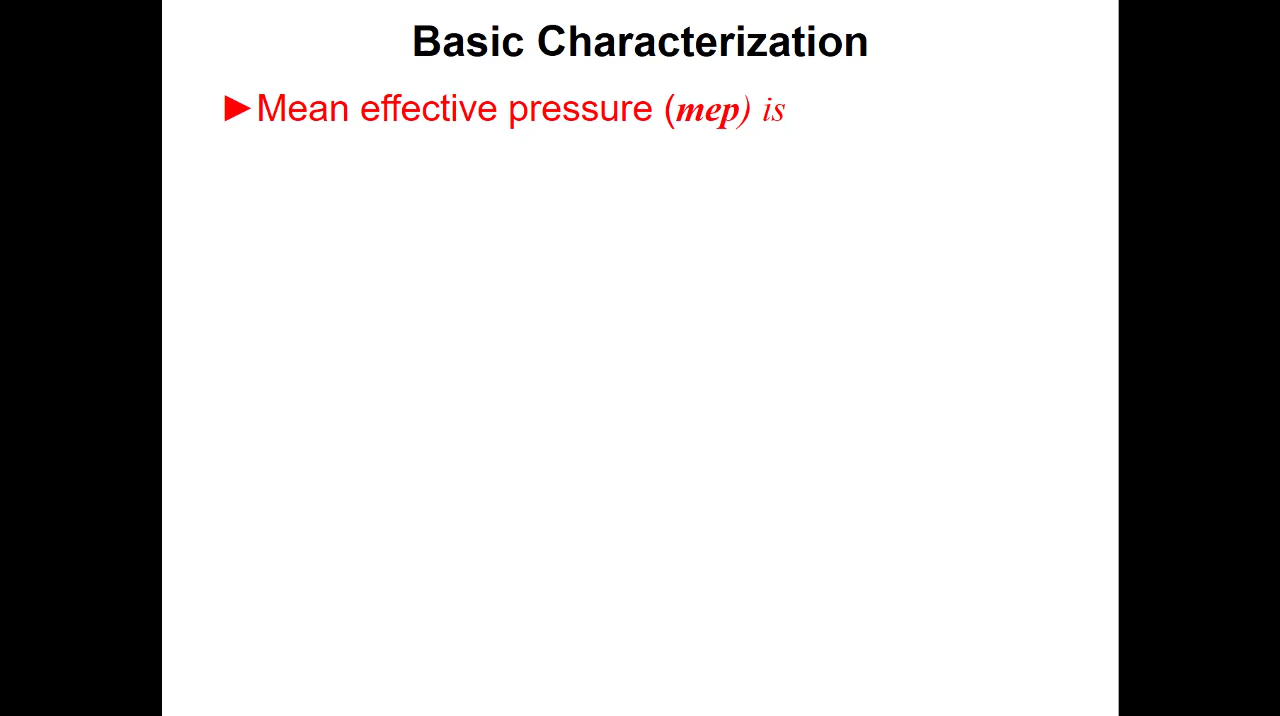 Basic Characterization
►Mean effective pressure (mep) is